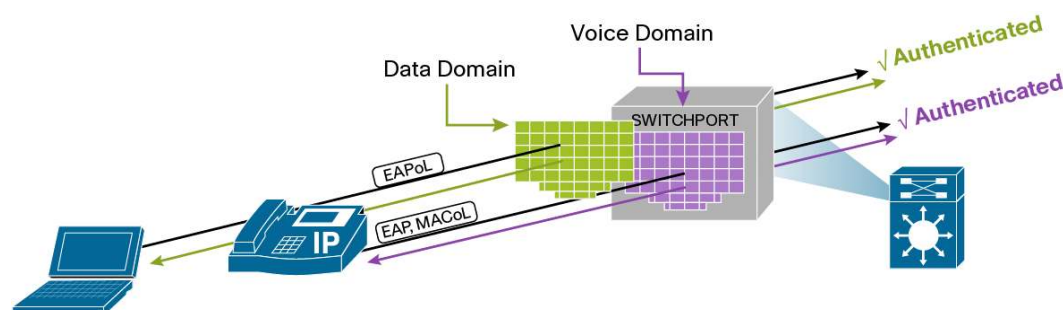 Voice Domain
Data Domain
SWITCHPORT
√ Authenticated
√ Authenticated
EAPoL
EAP, MACoL
IP